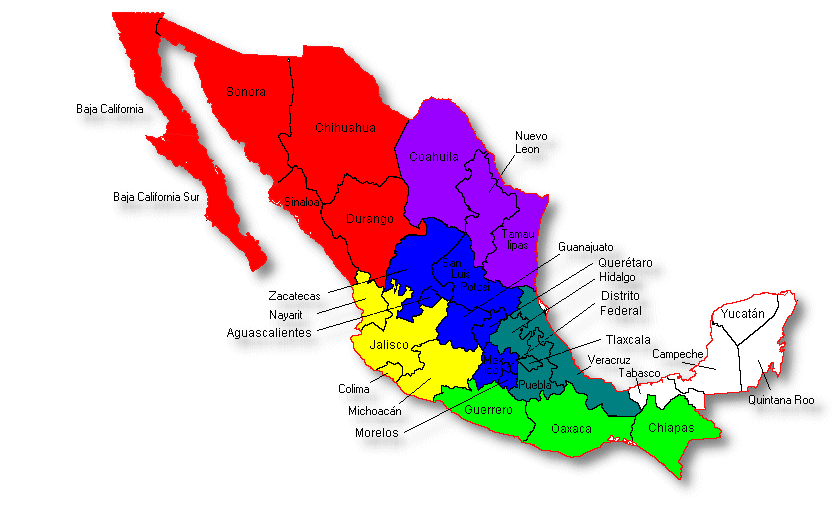 Sonora
Baja California
Chihuahua
Nuevo
Leon
Coahuila
Baja California Sur
Sinaloa
Durango
Tamau
lipas
Guanajuato
San
Luiz
Potozi
Querétaro
Hidalgo
Zacatecas
Distrito
Federal
Nayarit
Yucatán
Aguascalientes
Jalisco
Tlaxcala
Campeche
Veracruz
Tabasco
Colima
Puebla
Quintana Roo
Michoacán
Guerrero
Morelos
Oaxaca
Chiapas